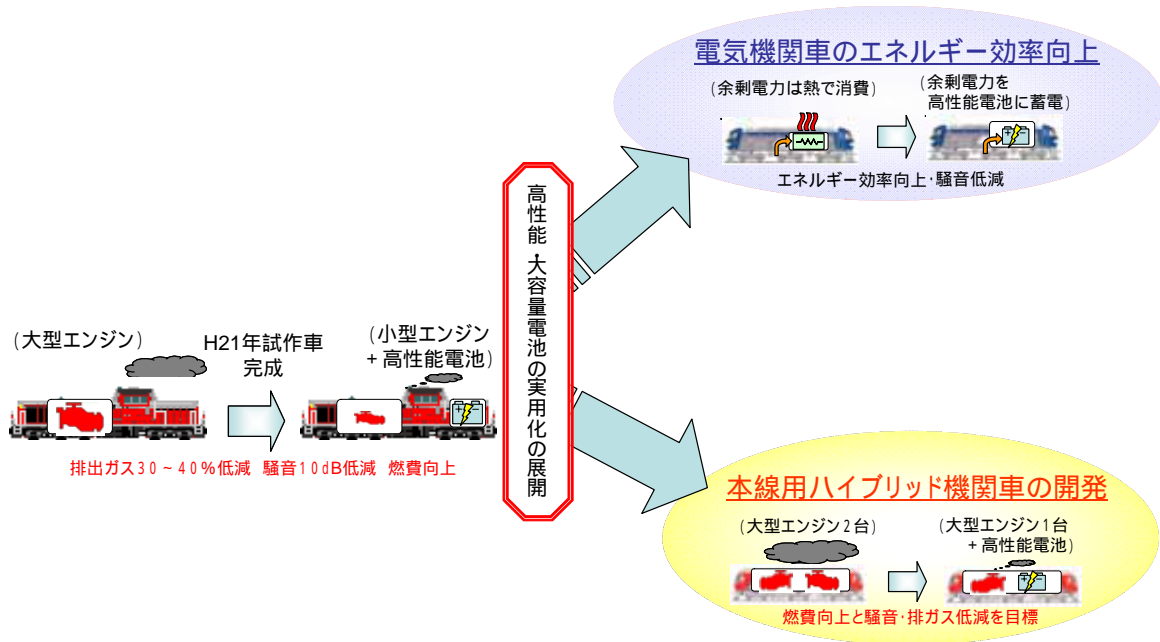 (大型エンジン)
H21年試作車
完成
(小型エンジン
+高性能電池)
排出ガス30~40%低減 騒音10dB低減 燃費向上
高性能・大容量電池の実用化の展開
電気機関車のエネルギー効率向上
(余剰電力は熱で消費)
(余剰電力を
高性能電池に蓄電)
エネルギー効率向上・騒音低減
本線用ハイブリッド機関車の開発
(大型エンジン2台)
(大型エンジン1台
+高性能電池)
燃費向上と騒音・排ガス低減を目標